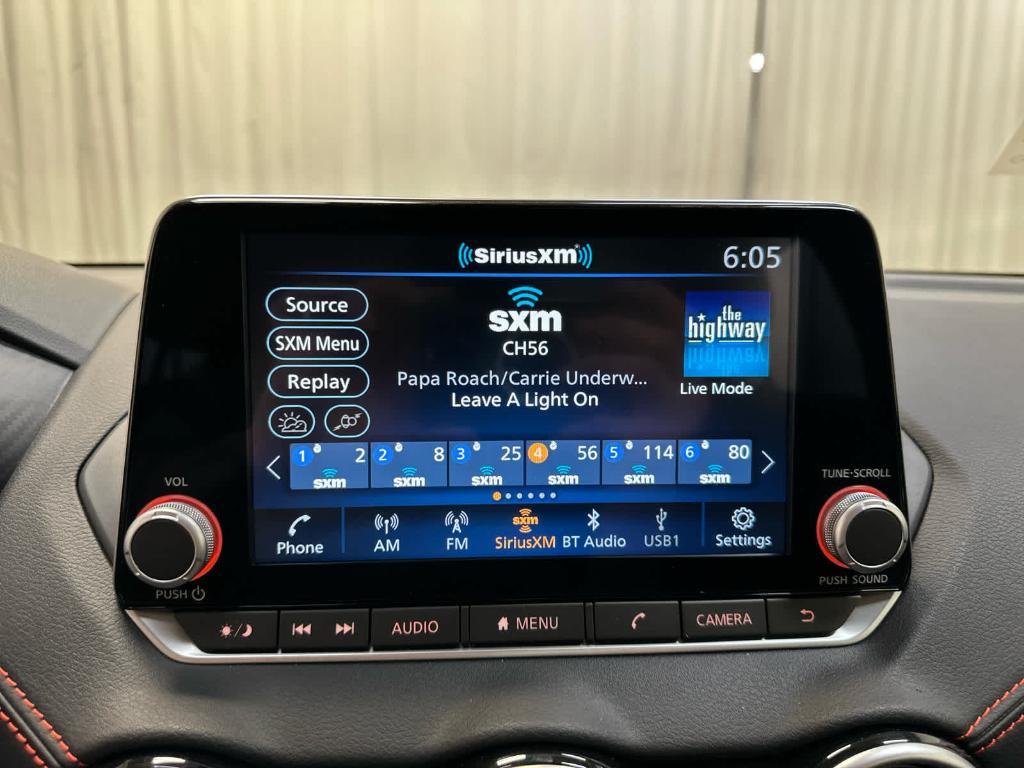 SiriusXM
6:05
Source
SXM Menu
Replay
sxm
CH56
Papa Roach/Carrie Underw...
Leave A Light On
the
highway
Live Mode
1 2
sxm
2 8
sxm
3 25
sxm
4 56
sxm
5 114
sxm
6 80
sxm
Phone
AM
FM
sxm
SiriusXM
BT Audio
USB1
Settings
VOL
PUSH
TUNE·SCROLL
PUSH SOUND
AUDIO
MENU
CAMERA